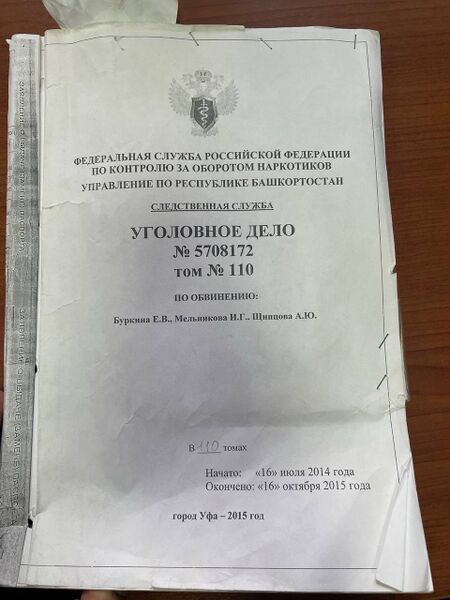 ФЕДЕРАЛЬНАЯ СЛУЖБА РОССИЙСКОЙ ФЕДЕРАЦИИ
ПО КОНТРОЛЮ ЗА ОБОРОТОМ НАРКОТИКОВ
УПРАВЛЕНИЕ ПО РЕСПУБЛИКЕ БАШКОРТОСТАН
СЛЕДСТВЕННАЯ СЛУЖБА
УГОЛОВНОЕ ДЕЛО
№ 5708172
том № 110
ПО ОБВИНЕНИЮ:
Буркина Е.В., Мельникова И.Г., Щипцова А.Ю.
В 110 томах
Начато: «16» июля 2014 года
Окончено: «16» октября 2015 года
город Уфа – 2015 год